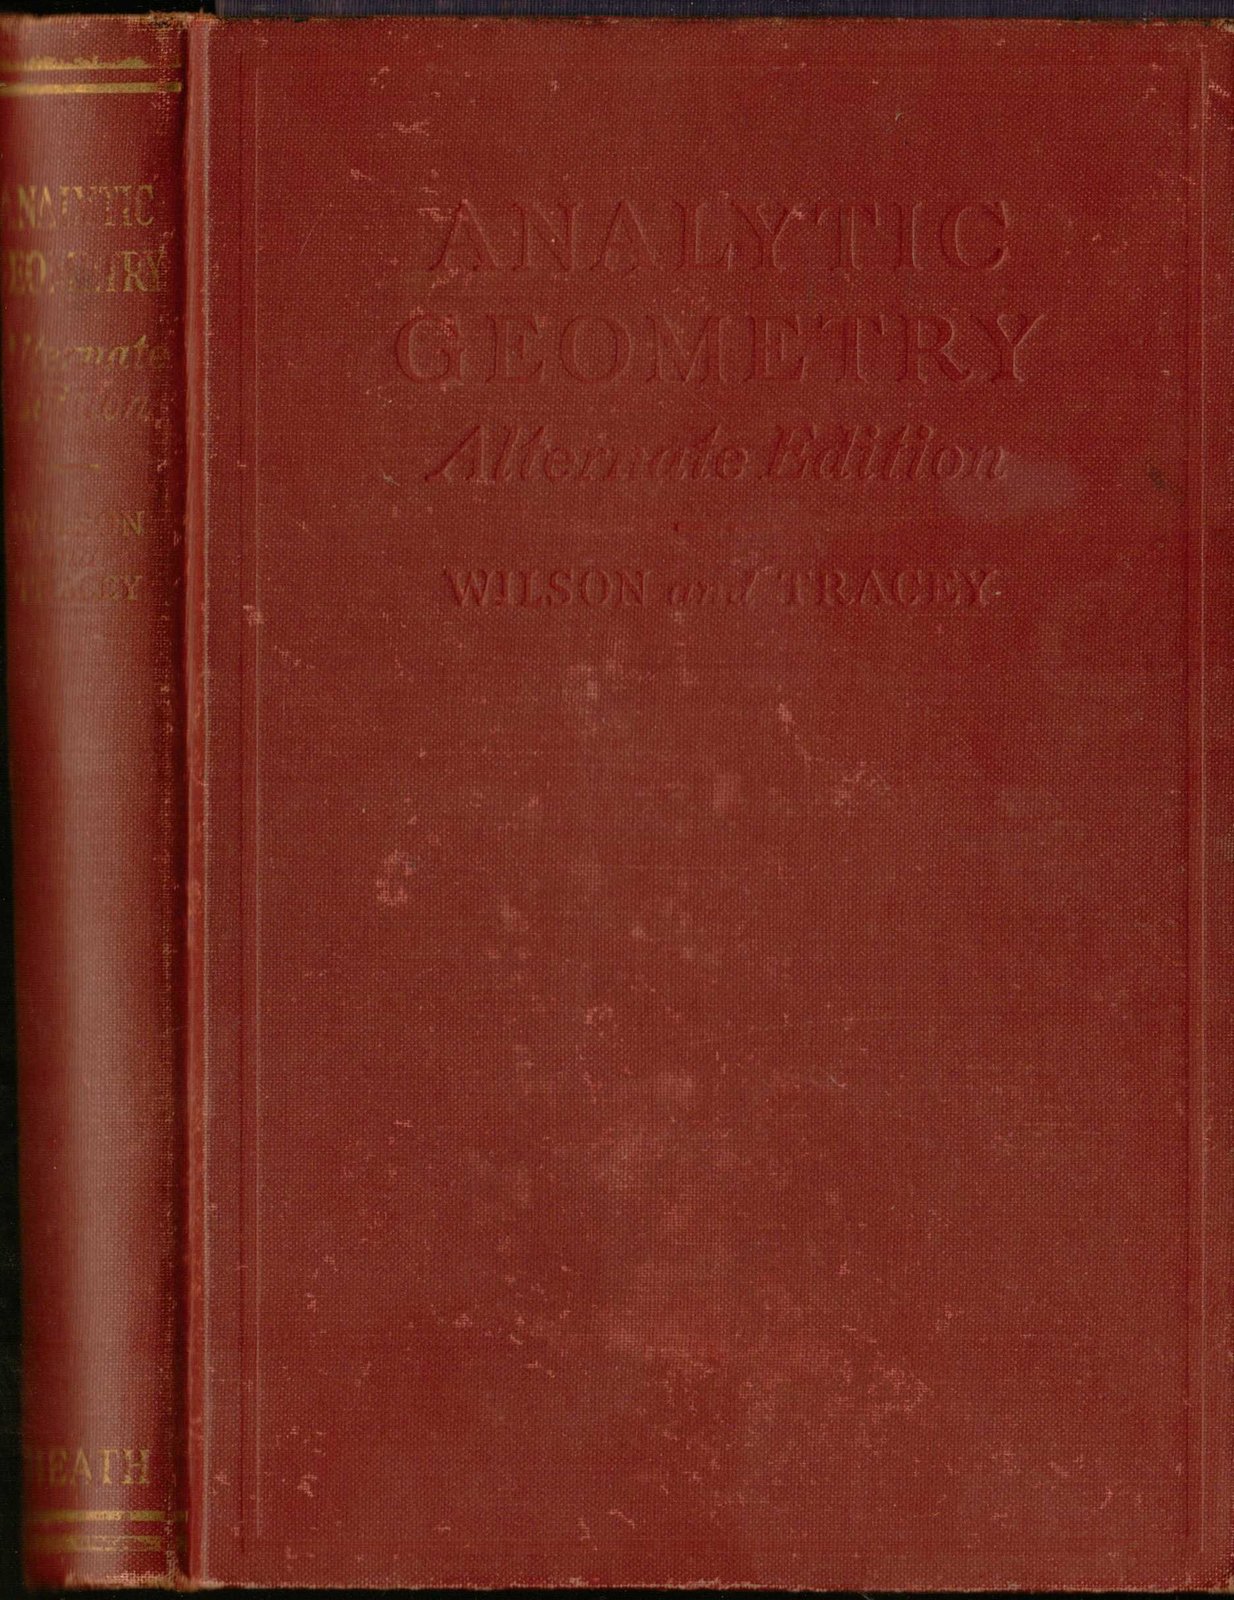 ANALYTIC
GEOMETRY
Alternate
Edition
WILSON
TRACEY
HEATH
ANALYTIC
GEOMETRY
Alternate Edition
WILSON and TRACEY